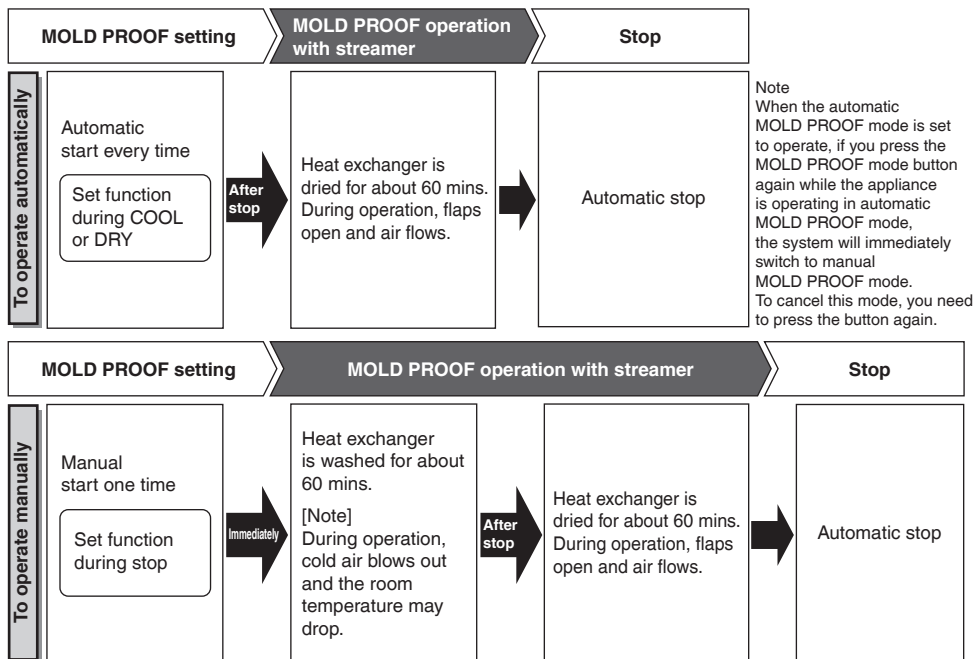 MOLD PROOF setting
MOLD PROOF operation
with streamer
Stop
To operate automatically
Automatic
start every time
Set function
during COOL
or DRY
After
stop
Heat exchanger is
dried for about 60 mins.
During operation, flaps
open and air flows.
Automatic stop
Note
When the automatic
MOLD PROOF mode is set
to operate, if you press the
MOLD PROOF mode button
again while the appliance
is operating in automatic
MOLD PROOF mode,
the system will immediately
switch to manual
MOLD PROOF mode.
To cancel this mode, you need
to press the button again.
MOLD PROOF setting
MOLD PROOF operation with streamer
Stop
To operate manually
Manual
start one time
Set function
during stop
Immediately
Heat exchanger
is washed for about
60 mins.
[Note]
During operation,
cold air blows out
and the room
temperature may
drop.
After
stop
Heat exchanger is
dried for about 60 mins.
During operation, flaps
open and air flows.
Automatic stop